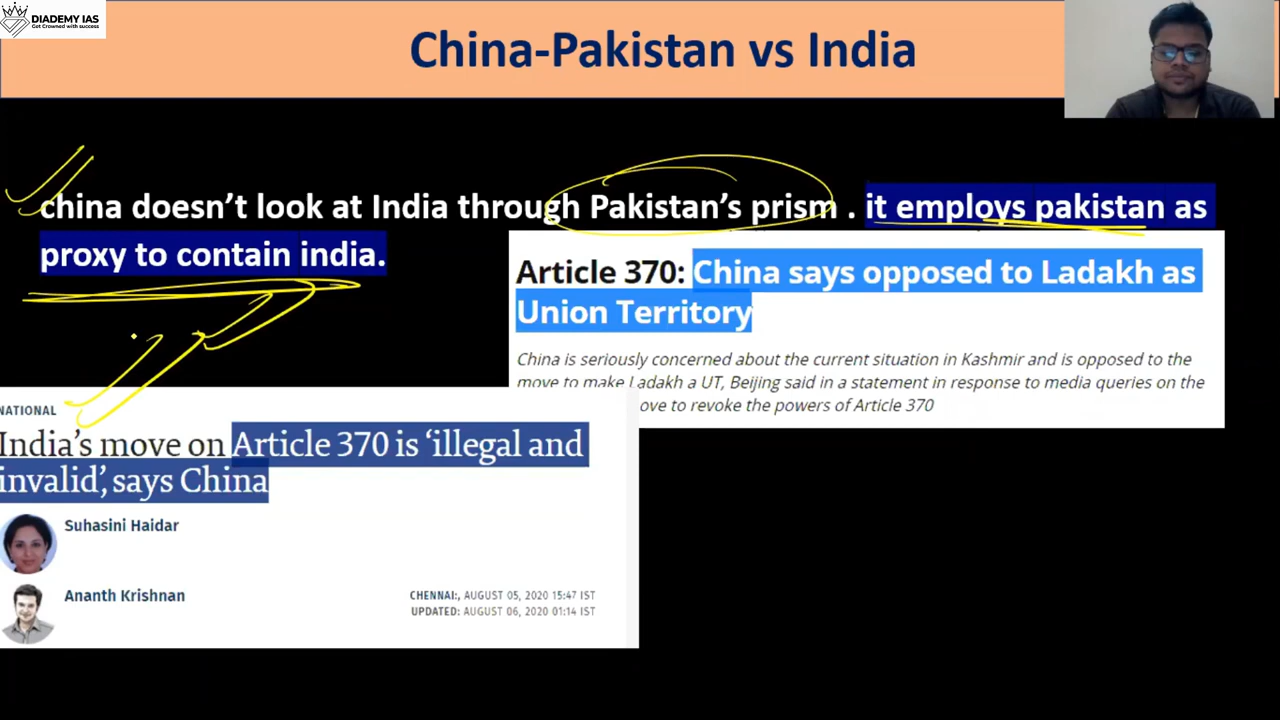 DIADEMY IAS
Get Crowned with success
China-Pakistan vs India
china doesn’t look at India through Pakistan’s prism . it employs pakistan as
proxy to contain india.
Article 370: China says opposed to Ladakh as
Union Territory
China is seriously concerned about the current situation in Kashmir and is opposed to the
move to make Ladakh a UT, Beijing said in a statement in response to media queries on the
ove to revoke the powers of Article 370
NATIONAL
India’s move on Article 370 is ‘illegal and
invalid’, says China
Suhasini Haidar
Ananth Krishnan
CHENNAI:, AUGUST 05, 2020 15:47 IST
UPDATED: AUGUST 06, 2020 01:14 IST